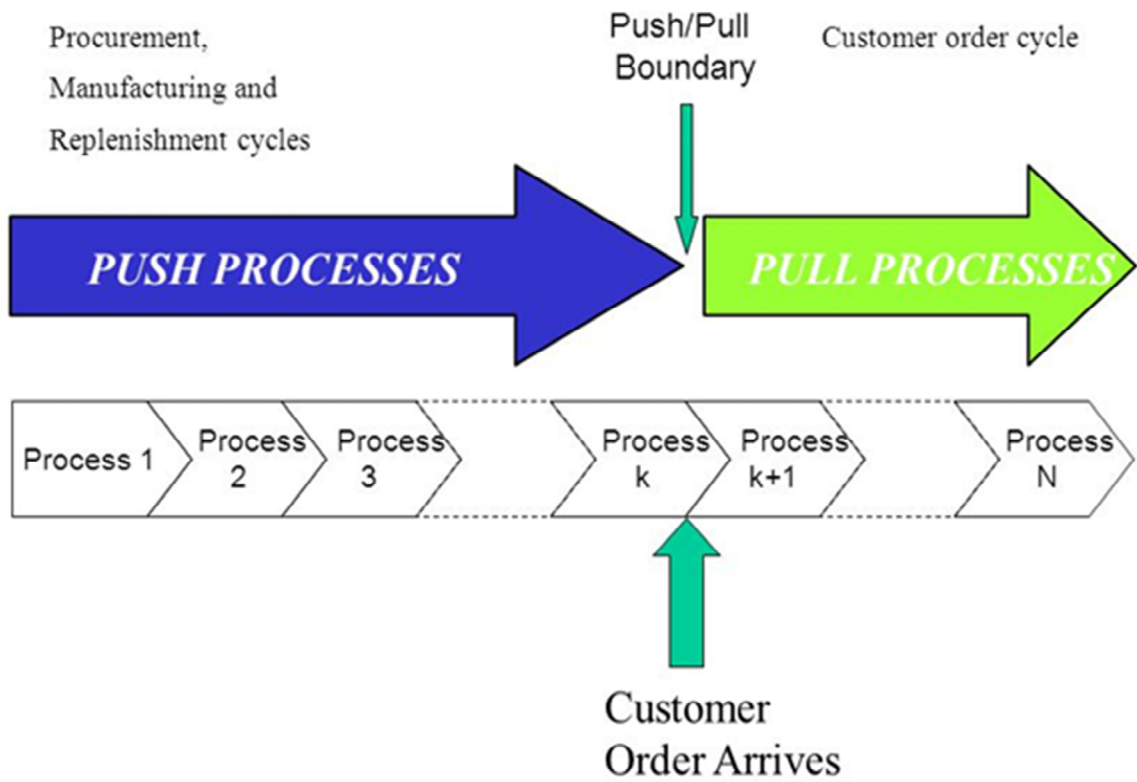 Procurement,
Manufacturing and
Replenishment cycles
Push/Pull
Boundary
Customer order cycle
PUSH PROCESSES
PULL PROCESSES
Process 1
Process
2
Process
3
Process
k
Process
k+1
Process
N
Customer
Order Arrives